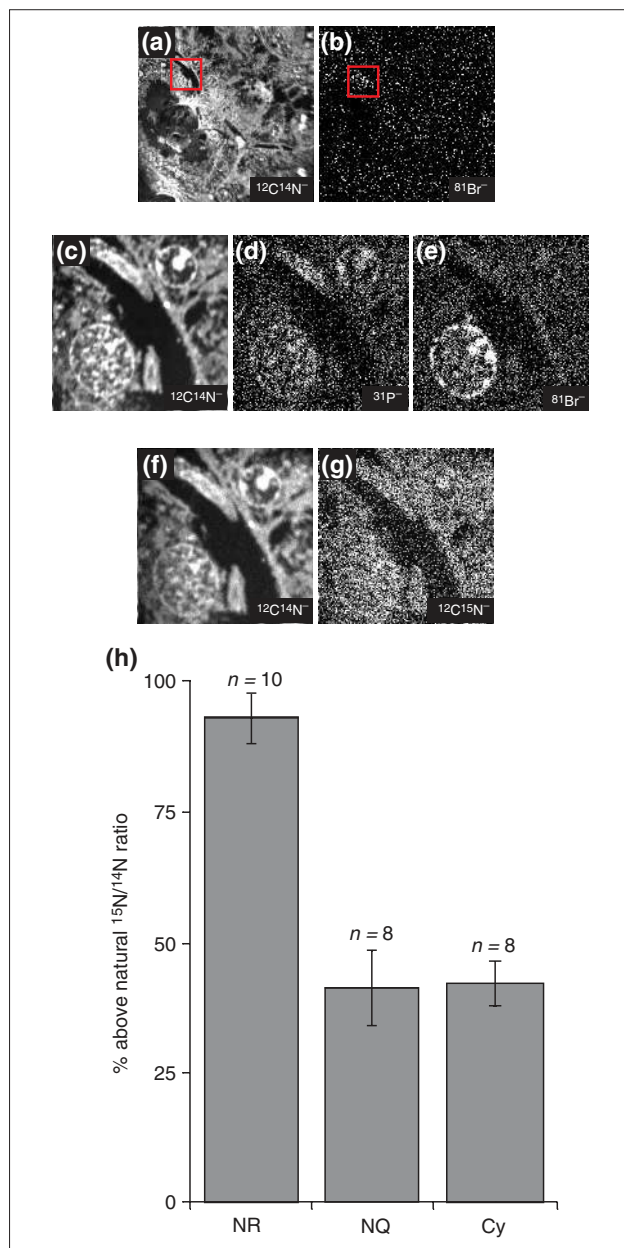 (a)
(b)
¹²C¹⁴N⁻
⁸¹Br⁻
(c)
(d)
(e)
¹²C¹⁴N⁻
³¹P⁻
⁸¹Br⁻
(f)
(g)
¹²C¹⁴N⁻
¹²C¹⁵N⁻
(h)
% above natural ¹⁵N/¹⁴N ratio
100
75
50
25
0
n = 10
n = 8
n = 8
NR
NQ
Cy